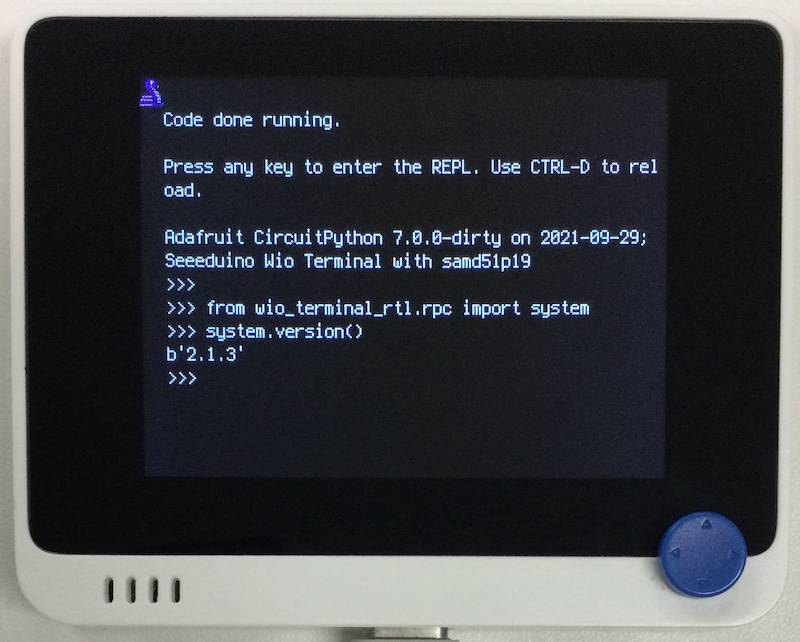 Code done running.
Press any key to enter the REPL. Use CTRL-D to rel
oad.
Adafruit CircuitPython 7.0.0-dirty on 2021-09-29;
Seeeduino Wio Terminal with samd51p19
>>>
>>> from wio_terminal_rtl.rpc import system
>>> system.version()
b'2.1.3'
>>>